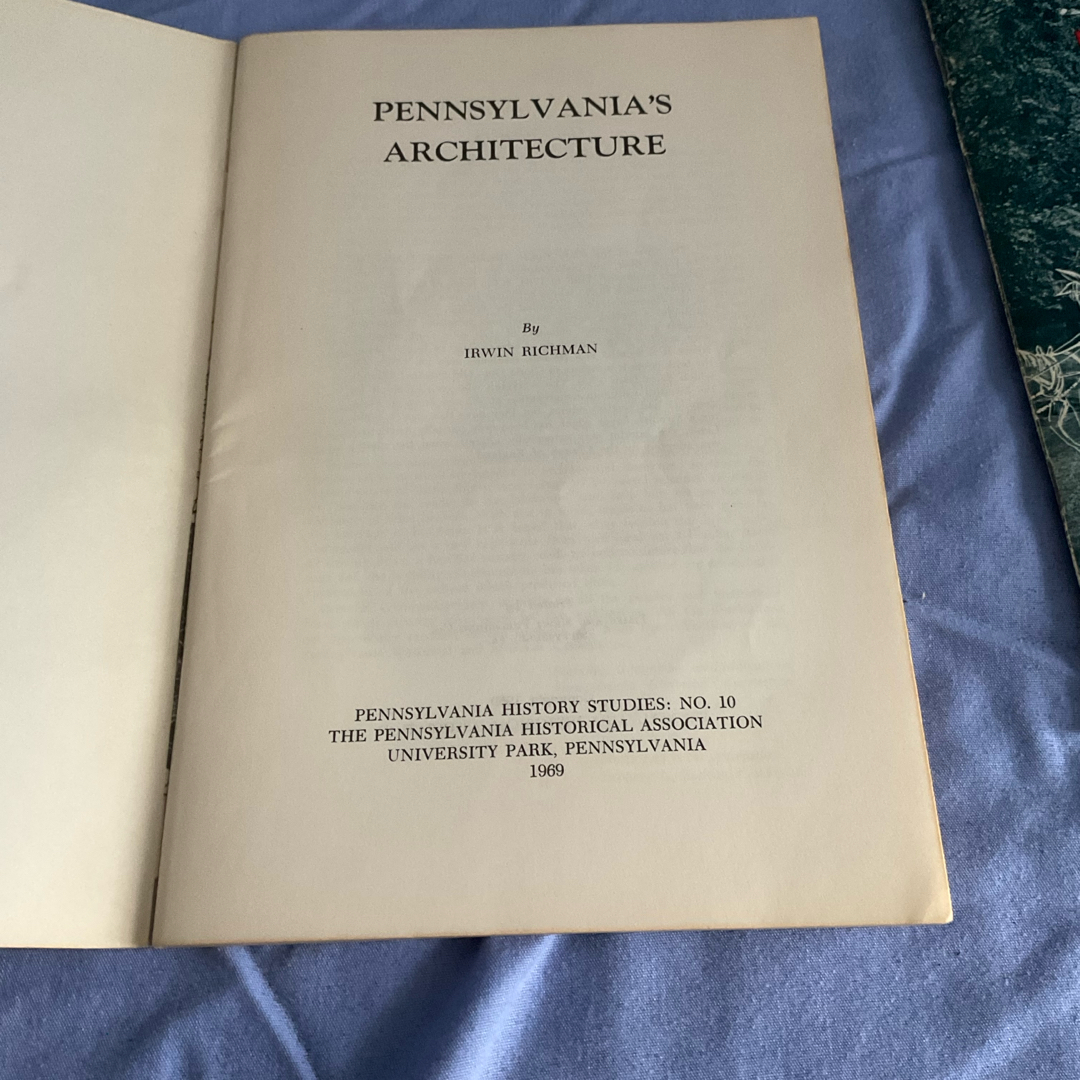 PENNSYLVANIA'S
ARCHITECTURE
By
IRWIN RICHMAN
PENNSYLVANIA HISTORY STUDIES: NO. 10
THE PENNSYLVANIA HISTORICAL ASSOCIATION
UNIVERSITY PARK, PENNSYLVANIA
1969